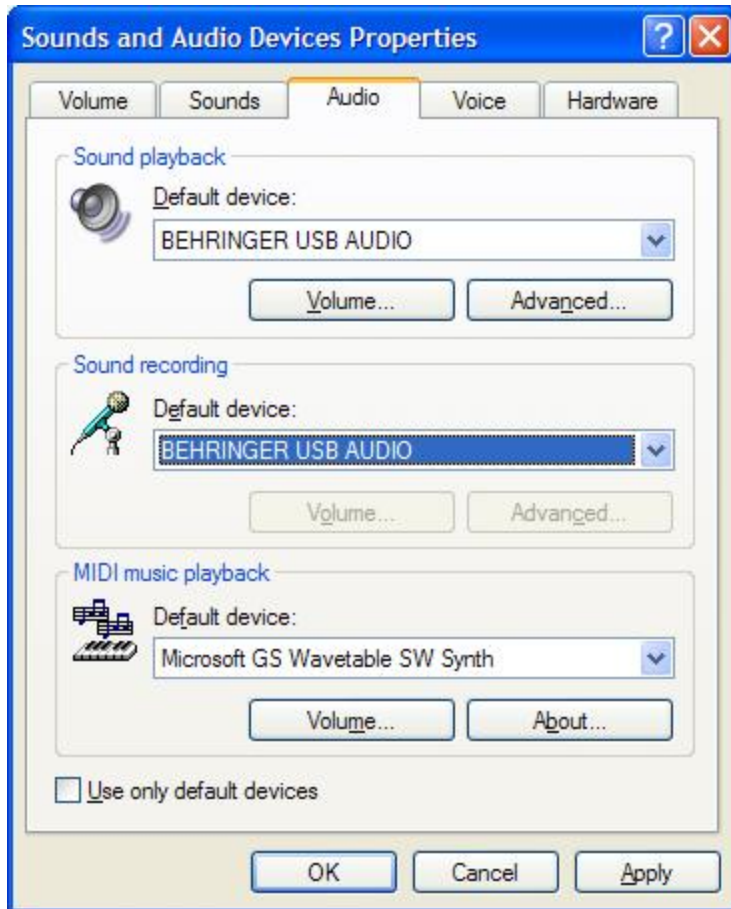 Sounds and Audio Devices Properties
Volume Sounds Audio Voice Hardware
Sound playback
Default device:
BEHRINGER USB AUDIO
Volume... Advanced...
Sound recording
Default device:
BEHRINGER USB AUDIO
Volume... Advanced...
MIDI music playback
Default device:
Microsoft GS Wavetable SW Synth
Volume... About...
Use only default devices
OK Cancel Apply